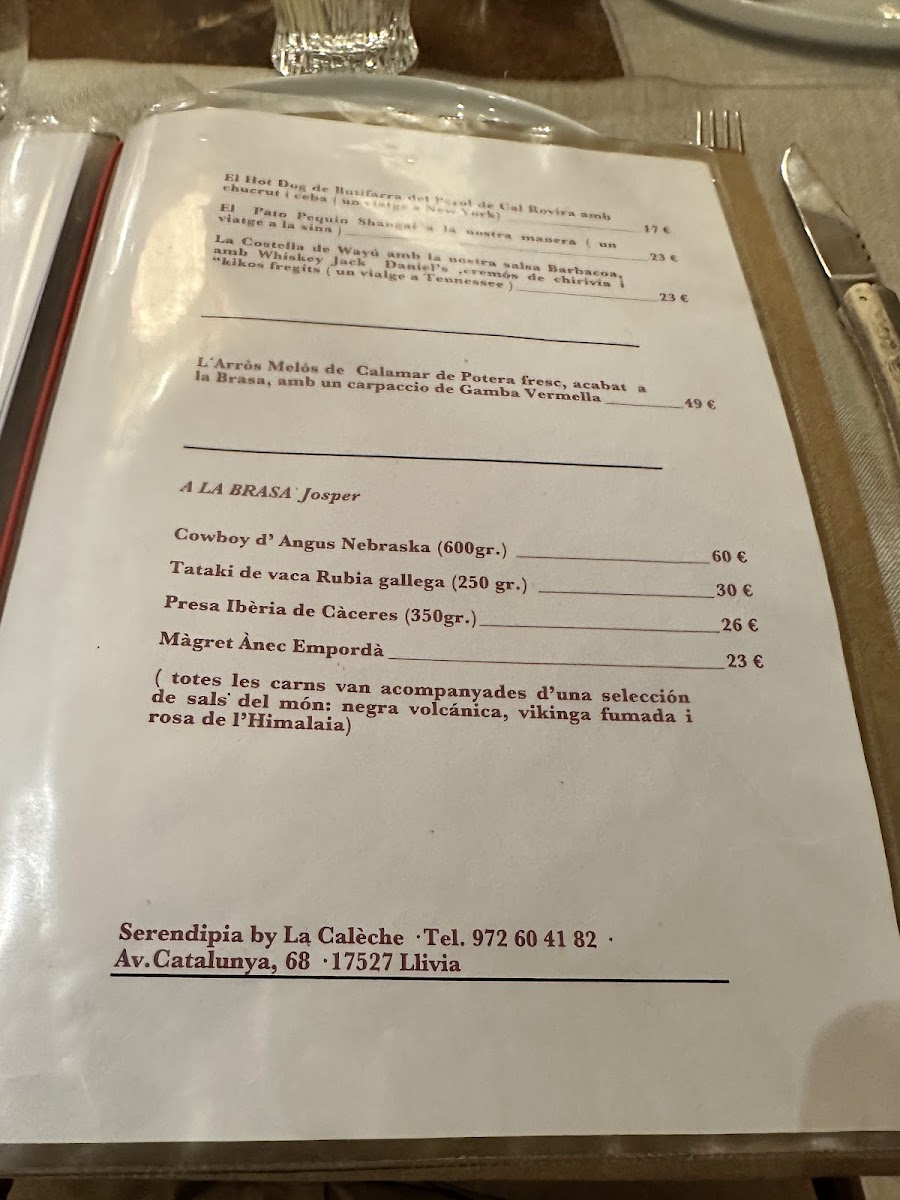 El Hot Dog de Butifarra del Pecol de Cal Rovira amb
chucrut i ceba ( un viatge a New York) 17 €
El Pato Pequin Shangai a la nostra manera ( un
viatge a la xina ) 23 €
La Costella de Wayú amb la nostra salsa Barbacoa,
amb Whiskey Jack Daniel's ,cremós de chirivia i
"kikos fregits ( un vialge a Tennessee ) 23 €
L´Arròs Melós de Calamar de Potera fresc, acabat a
la Brasa, amb un carpaccio de Gamba Vermella 49 €
A LA BRASA Josper
Cowboy d' Angus Nebraska (600gr.) 60 €
Tataki de vaca Rubia gallega (250 gr.) 30 €
Presa Ibèria de Càceres (350gr.) 26 €
Màgret Ànec Empordà 23 €
( totes les carns van acompanyades d'una selección
de sals del món: negra volcánica, vikinga fumada i
rosa de l'Himalaia)
Serendipia by La Calèche ·Tel. 972 60 41 82 ·
Av.Catalunya, 68 ·17527 Llivia